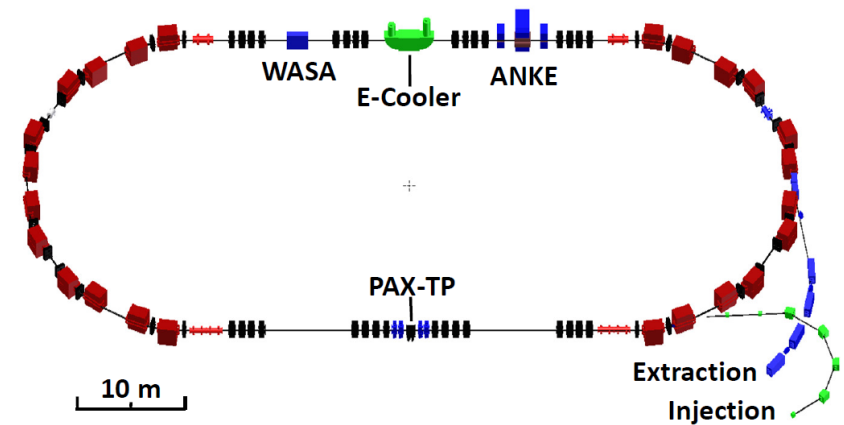 WASA
E-Cooler
ANKE
PAX-TP
10 m
Extraction
Injection